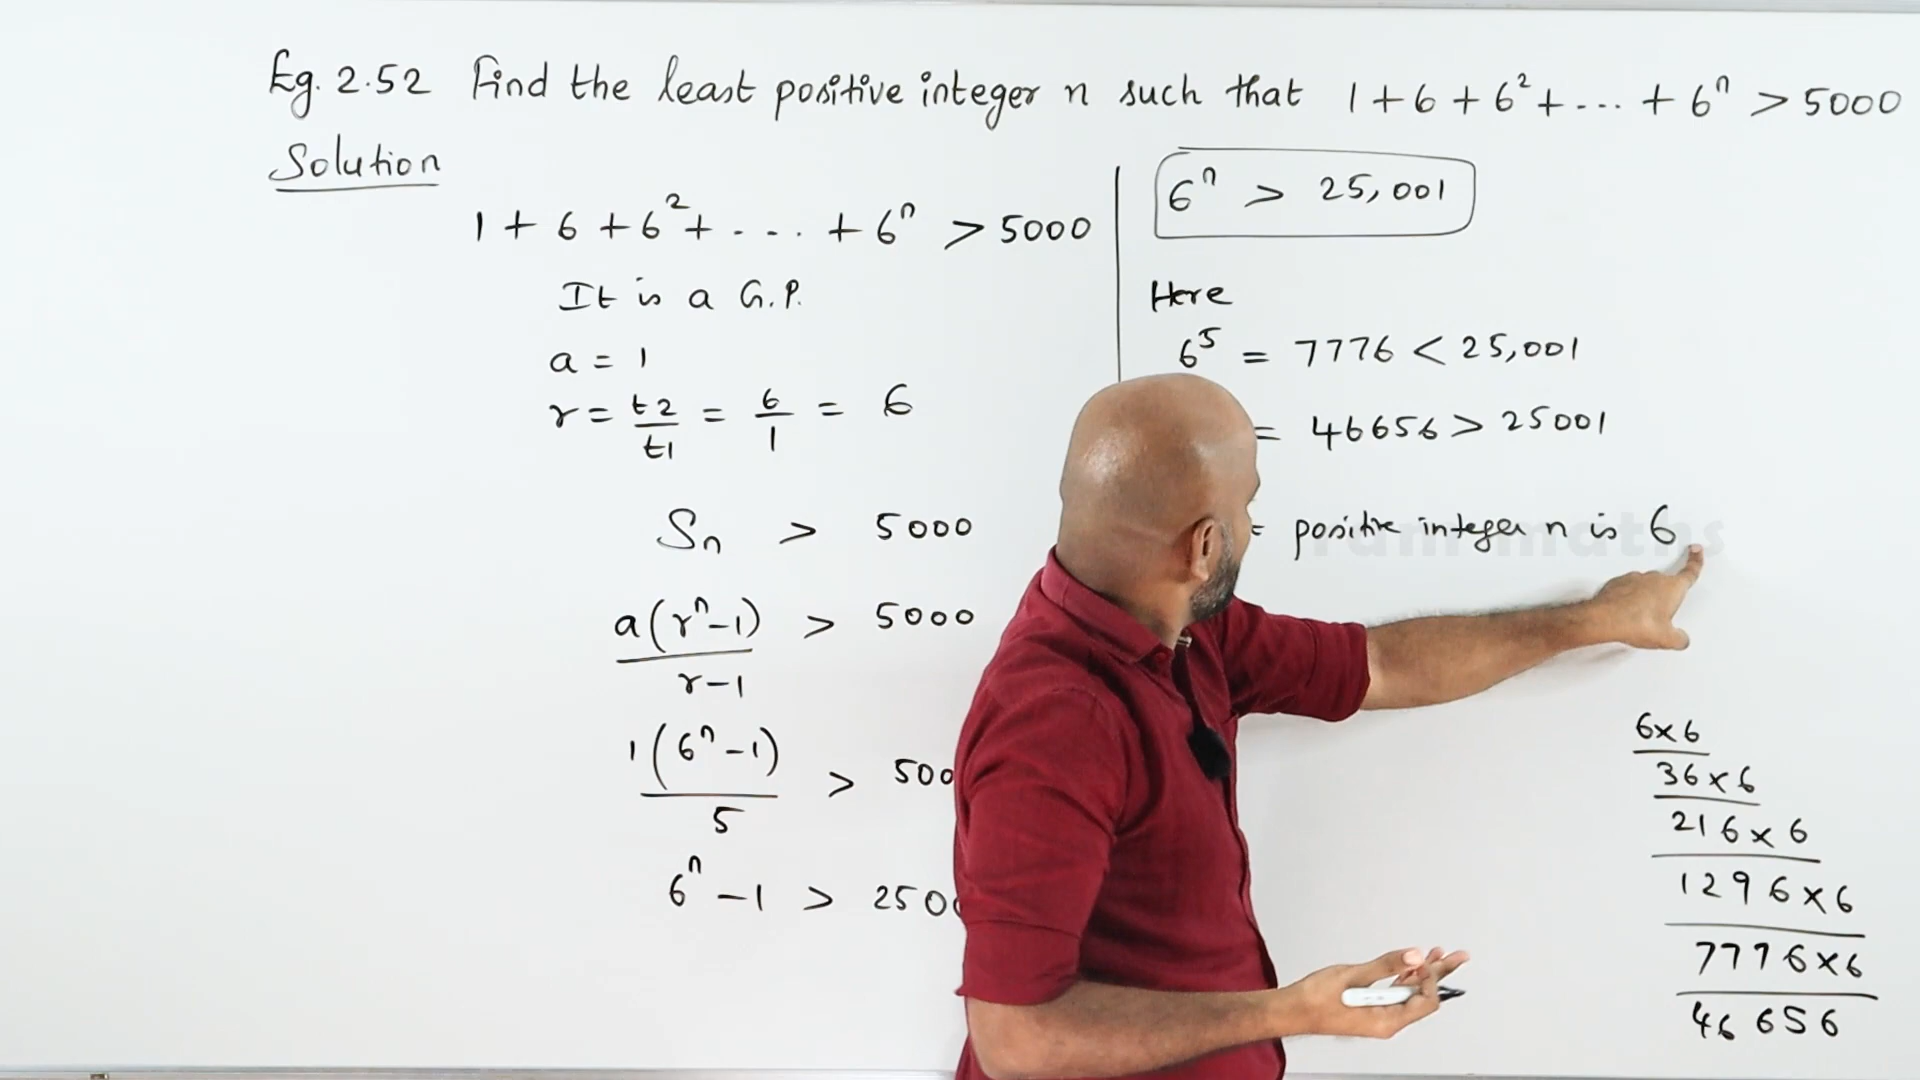 Eg. 2.52 Find the least positive integer n such that 1 + 6 + 6² + ... + 6ⁿ > 5000
Solution
1 + 6 + 6² + .... + 6ⁿ > 5000
It is a G.P.
a = 1
r = t2/t1 = 6/1 = 6
Sn > 5000
a(rⁿ-1)/r-1 > 5000
1(6ⁿ-1)/5 > 500
6ⁿ - 1 > 250
6ⁿ > 25,001
Here
6⁵ = 7776 < 25,001
= 46656 > 25001
positive integer n is 6
6×6
36×6
216×6
1296×6
7776×6
46656